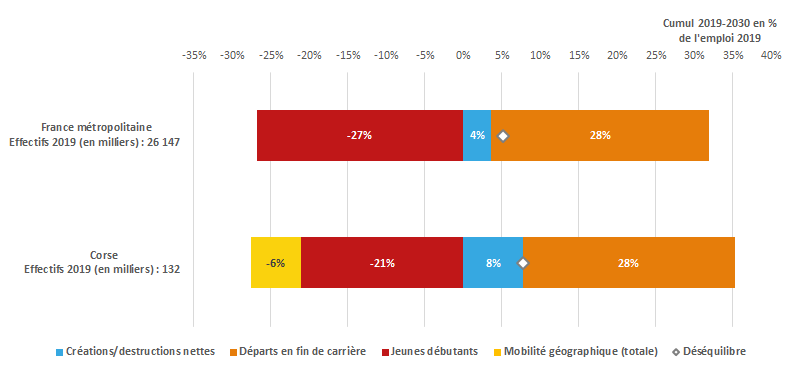 Cumul 2019-2030 en %
de l'emploi 2019
-35% -30% -25% -20% -15% -10% -5% 0% 5% 10% 15% 20% 25% 30% 35% 40%
France métropolitaine
Effectifs 2019 (en milliers) : 26 147
-27% 4% 28%
Corse
Effectifs 2019 (en milliers) : 132
-6% -21% 8% 28%
Créations/destructions nettes Départs en fin de carrière Jeunes débutants Mobilité géographique (totale) Déséquilibre